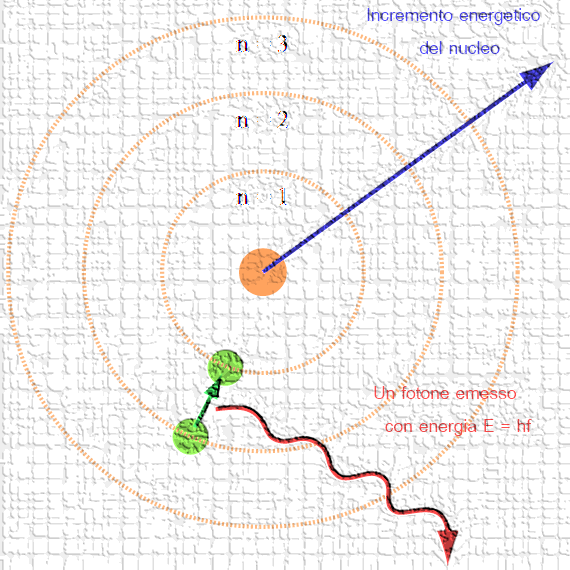 Incremento energetico
del nucleo
n 3
n 2
n 1
Un fotone emesso
con energia E = hf